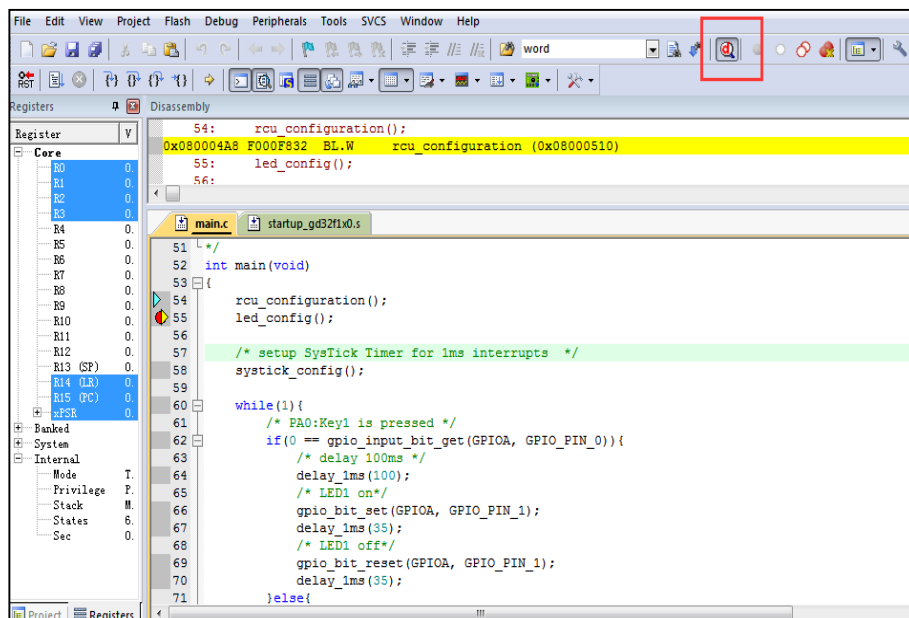 File Edit View Project Flash Debug Peripherals Tools SVCS Window Help
word
RST
Registers
Disassembly
Register V
Core
R0 0.
R1 0.
R2 0.
R3 0.
R4 0.
R5 0.
R6 0.
R7 0.
R8 0.
R9 0.
R10 0.
R11 0.
R12 0.
R13 (SP) 0.
R14 (LR) 0.
R15 (PC) 0.
xPSR 0.
Banked
System
Internal
Mode T.
Privilege P.
Stack M.
States 6.
Sec 0.
Project Registers
54: rcu_configuration();
0x080004A8 F000F832 BL.W rcu_configuration (0x08000510)
55: led_config();
56:
main.c startup_gd32f1x0.s
51 */
52 int main(void)
53 {
54 rcu_configuration();
55 led_config();
56
57 /* setup SysTick Timer for 1ms interrupts */
58 systick_config();
59
60 while(1){
61 /* PA0:Key1 is pressed */
62 if(0 == gpio_input_bit_get(GPIOA, GPIO_PIN_0)){
63 /* delay 100ms */
64 delay_1ms(100);
65 /* LED1 on*/
66 gpio_bit_set(GPIOA, GPIO_PIN_1);
67 delay_1ms(35);
68 /* LED1 off*/
69 gpio_bit_reset(GPIOA, GPIO_PIN_1);
70 delay_1ms(35);
71 }else{